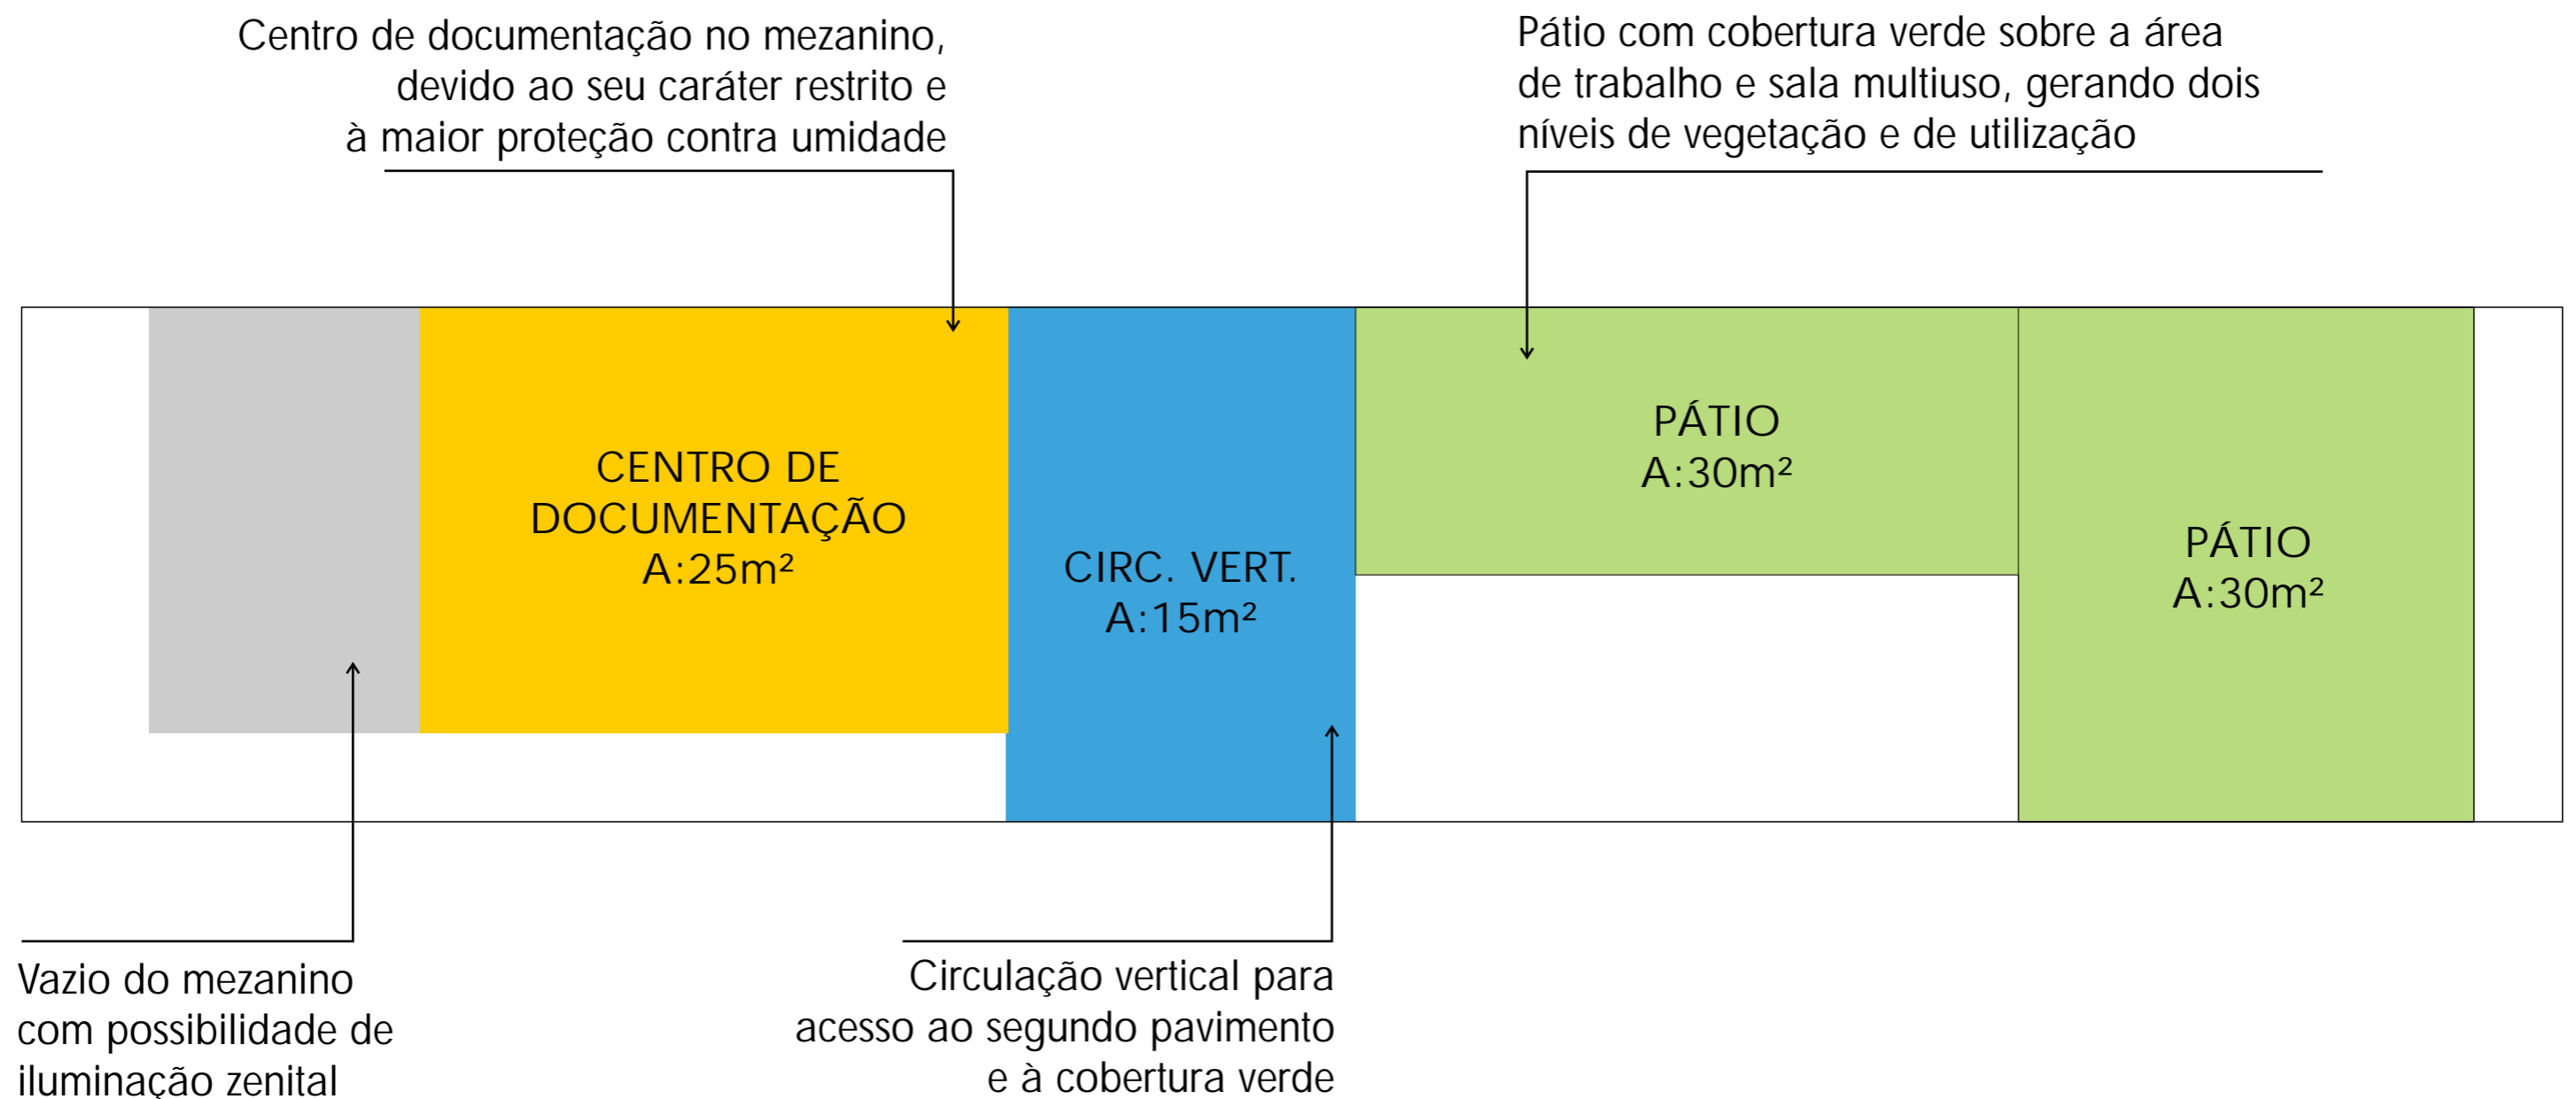 Centro de documentação no mezanino,
devido ao seu caráter restrito e
à maior proteção contra umidade
Pátio com cobertura verde sobre a área
de trabalho e sala multiuso, gerando dois
níveis de vegetação e de utilização
CENTRO DE
DOCUMENTAÇÃO
A:25m²
CIRC. VERT.
A:15m²
PÁTIO
A:30m²
PÁTIO
A:30m²
Vazio do mezanino
com possibilidade de
iluminação zenital
Circulação vertical para
acesso ao segundo pavimento
e à cobertura verde